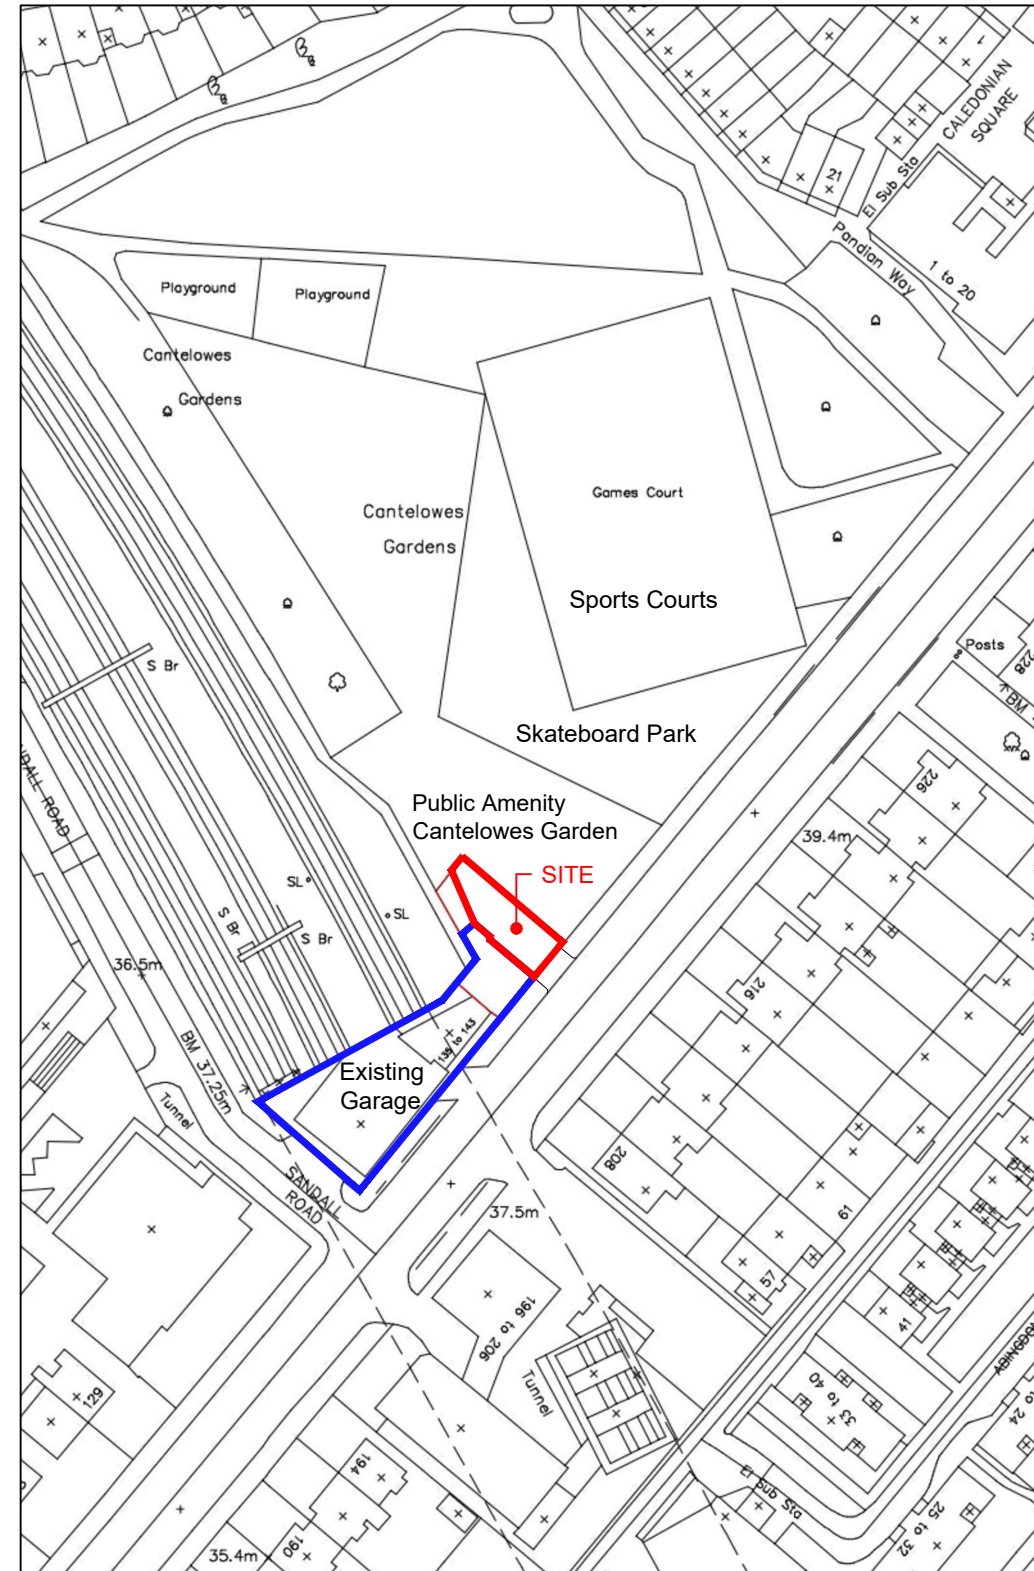 CALEDONIAN
SQUARE
21
El Sub Sta
Pandian Way
1 to 20
Playground
Playground
Cantelowes
Gardens
Cantelowes
Gardens
Games Court
Sports Courts
S Br
Posts
228
BM
Skateboard Park
226
Public Amenity
Cantelowes Garden
39.4m
SITE
SL
SL
S Br
S Br
36.5m
216
BM 37.25m
138 to 143
Existing
Garage
Tunnel
208
SANDALL
ROAD
37.5m
61
57
41
196 to 206
Tunnel
33 to 40
129
194
El Sub Sta
25 to
32
190
35.4m